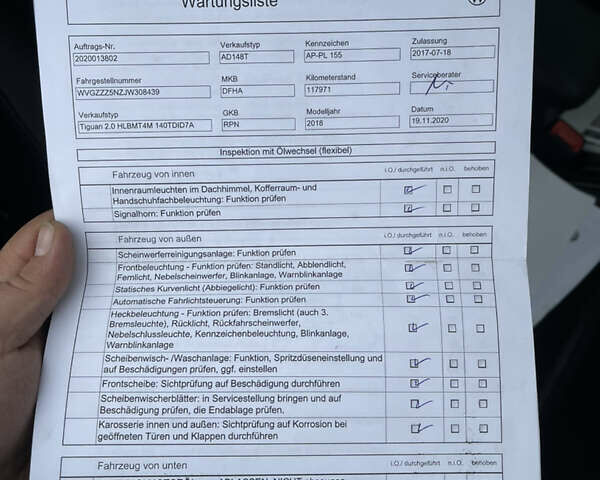 Wartungsliste
Auftrags-Nr. Verkaufstyp Kennzeichen Zulassung
2020013802 AD148T AP-PL 155 2017-07-18
Fahrgestellnummer MKB Kilometerstand Serviceberater
WVGZZZ5NZJW308439 DFHA 117971
Verkaufstyp GKB Modelljahr Datum
Tiguan 2.0 HLBMT4M 140TDID7A RPN 2018 19.11.2020
Inspektion mit Ölwechsel (flexibel)
Fahrzeug von innen i.O./ durchgeführt n.i.O. behoben
Innenraumleuchten im Dachhimmel, Kofferraum- und
Handschuhfachbeleuchtung: Funktion prüfen
Signalhorn: Funktion prüfen
Fahrzeug von außen i.O./ durchgeführt n.i.O. behoben
Scheinwerferreinigungsanlage: Funktion prüfen
Frontbeleuchtung - Funktion prüfen: Standlicht, Abblendlicht,
Fernlicht, Nebelscheinwerfer, Blinkanlage, Warnblinkanlage
Statisches Kurvenlicht (Abbiegelicht): Funktion prüfen
Automatische Fahrlichtsteuerung: Funktion prüfen
Heckbeleuchtung - Funktion prüfen: Bremslicht (auch 3.
Bremsleuchte), Rücklicht, Rückfahrscheinwerfer,
Nebelschlussleuchte, Kennzeichenbeleuchtung, Blinkanlage,
Warnblinkanlage
Scheibenwisch- /Waschanlage: Funktion, Spritzdüseneinstellung und
auf Beschädigungen prüfen, ggf. einstellen
Frontscheibe: Sichtprüfung auf Beschädigung durchführen
Scheibenwischerblätter: in Servicestellung bringen und auf
Beschädigung prüfen, die Endablage prüfen.
Karosserie innen und außen: Sichtprüfung auf Korrosion bei
geöffneten Türen und Klappen durchführen
Fahrzeug von unten i.O./ durchgeführt n.i.O. behoben